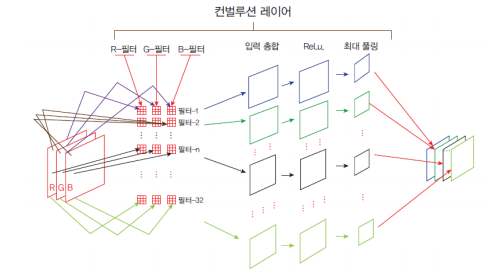 컨벌루션 레이어
R-필터 G-필터 B-필터 입력 총합 ReLu. 최대 풀링
필터-1
필터-2
필터-n
R G B
필터-32